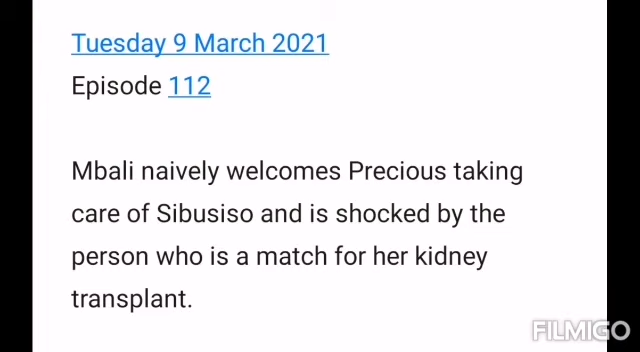 Tuesday 9 March 2021
Episode 112
Mbali naively welcomes Precious taking
care of Sibusiso and is shocked by the
person who is a match for her kidney
transplant.
FILMIGO